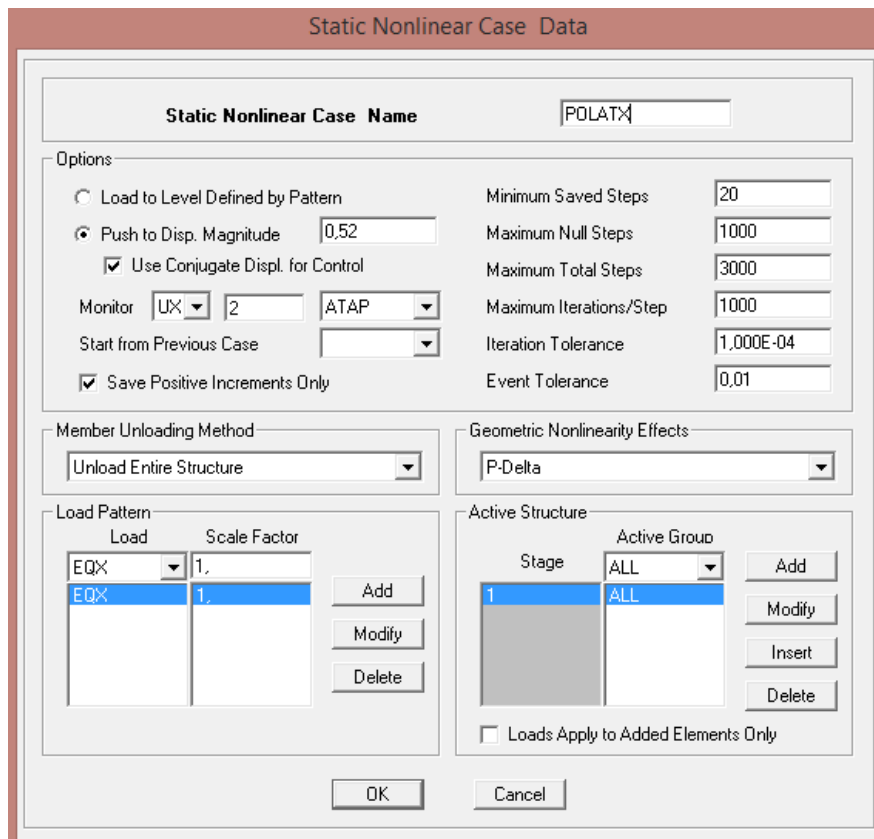 Static Nonlinear Case Data
Static Nonlinear Case Name
POLATX
Options
Load to Level Defined by Pattern
Push to Disp. Magnitude
0,52
Use Conjugate Displ. for Control
Monitor
UX
2
ATAP
Start from Previous Case
Save Positive Increments Only
Minimum Saved Steps
20
Maximum Null Steps
1000
Maximum Total Steps
3000
Maximum Iterations/Step
1000
Iteration Tolerance
1,000E-04
Event Tolerance
0,01
Member Unloading Method
Unload Entire Structure
Geometric Nonlinearity Effects
P-Delta
Load Pattern
Load
Scale Factor
EQX
1,
EQX
1,
Add
Modify
Delete
Active Structure
Active Group
Stage
ALL
1
ALL
Add
Modify
Insert
Delete
Loads Apply to Added Elements Only
OK
Cancel